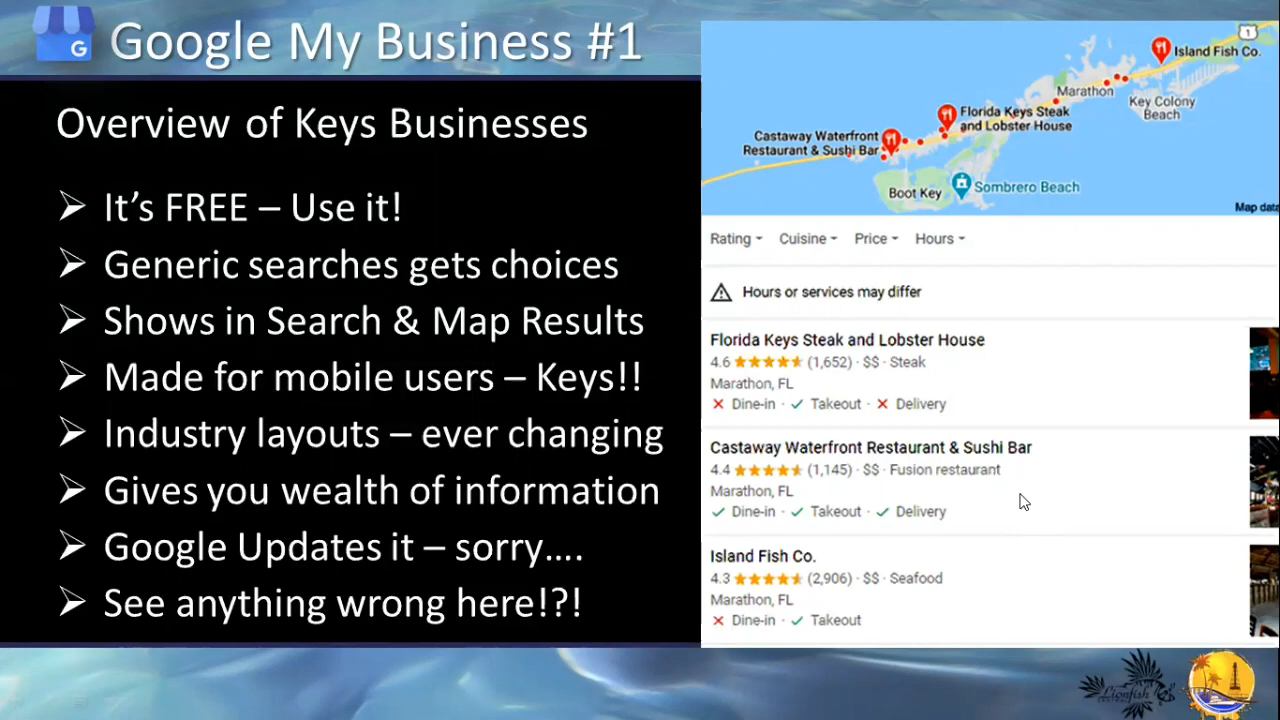 G Google My Business #1
Overview of Keys Businesses
➢ It's FREE – Use it!
➢ Generic searches gets choices
➢ Shows in Search & Map Results
➢ Made for mobile users – Keys!!
➢ Industry layouts – ever changing
➢ Gives you wealth of information
➢ Google Updates it – sorry….
➢ See anything wrong here!?!
1
Island Fish Co.
Marathon
Key Colony
Beach
Florida Keys Steak
and Lobster House
Castaway Waterfront
Restaurant & Sushi Bar
Boot Key
Sombrero Beach
Map data
Rating Cuisine Price Hours
Hours or services may differ
Florida Keys Steak and Lobster House
4.6 ★★★★★ (1,652) · $$ · Steak
Marathon, FL
✕ Dine-in · ✓ Takeout · ✕ Delivery
Castaway Waterfront Restaurant & Sushi Bar
4.4 ★★★★★ (1,145) · $$ · Fusion restaurant
Marathon, FL
✓ Dine-in · ✓ Takeout · ✓ Delivery
Island Fish Co.
4.3 ★★★★★ (2,906) · $$ · Seafood
Marathon, FL
✕ Dine-in · ✓ Takeout
Lionfish